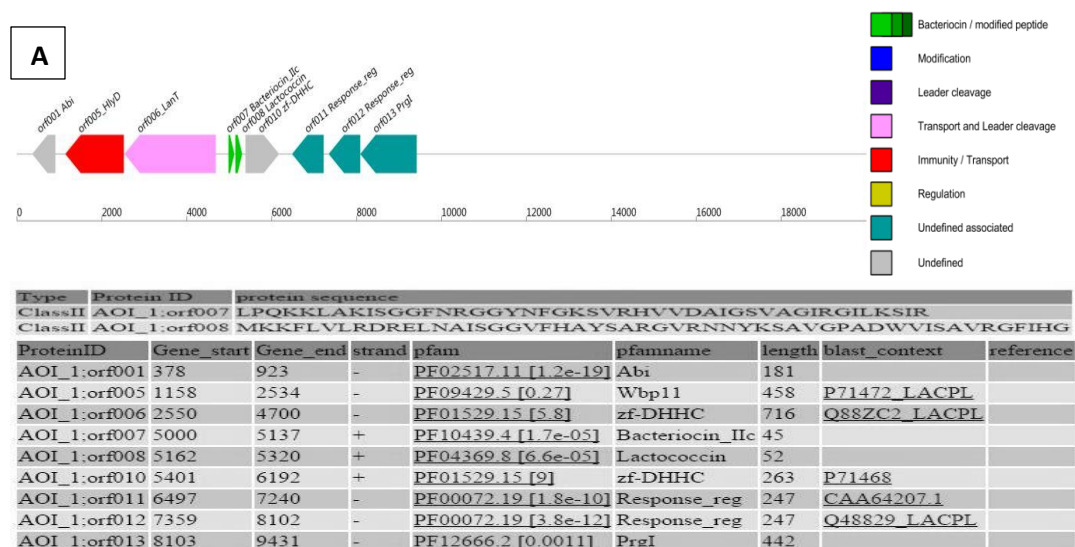 A
orf001 Abi
orf005_HlyD
orf006_LanT
orf007 Bacteriocin_IIc
orf008 Lactococcin
orf010 zf-DHHC
orf011 Response_reg
orf012 Response_reg
orf013 PrgI
0 2000 4000 6000 8000 10000 12000 14000 16000 18000
Bacteriocin / modified peptide
Modification
Leader cleavage
Transport and Leader cleavage
Immunity / Transport
Regulation
Undefined associated
Undefined
Type Protein ID protein sequence
ClassII AOI_1;orf007 LPQKKLAKISGGFNRGGYNFGKSVRHVVDAIGSVAGIRGILKSIR
ClassII AOI_1;orf008 MKKFLVLRDRELNAISGGVFHAYSARGVRNNYKSAVGPADWVISAVRGFIHG
ProteinID Gene_start Gene_end strand pfam pfamname length blast_context reference
AOI_1;orf001 378 923 - PF02517.11 [1.2e-19] Abi 181
AOI_1;orf005 1158 2534 - PF09429.5 [0.27] Wbp11 458 P71472_LACPL
AOI_1;orf006 2550 4700 - PF01529.15 [5.8] zf-DHHC 716 Q88ZC2_LACPL
AOI_1;orf007 5000 5137 + PF10439.4 [1.7e-05] Bacteriocin_IIc 45
AOI_1;orf008 5162 5320 + PF04369.8 [6.6e-05] Lactococcin 52
AOI_1;orf010 5401 6192 + PF01529.15 [9] zf-DHHC 263 P71468
AOI_1;orf011 6497 7240 - PF00072.19 [1.8e-10] Response_reg 247 CAA64207.1
AOI_1;orf012 7359 8102 - PF00072.19 [3.8e-12] Response_reg 247 Q48829_LACPL
AOI_1;orf013 8103 9431 - PF12666.2 [0.0011] PrgI 442